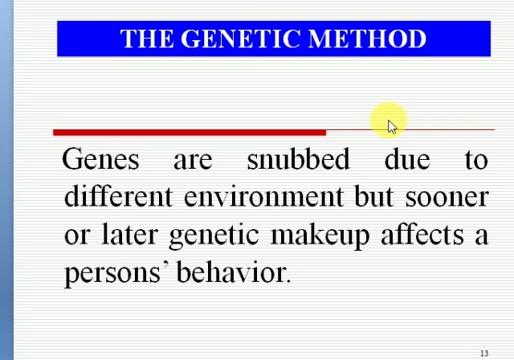 THE GENETIC METHOD
Genes are snubbed due to
different environment but sooner
or later genetic makeup affects a
persons’ behavior.
13